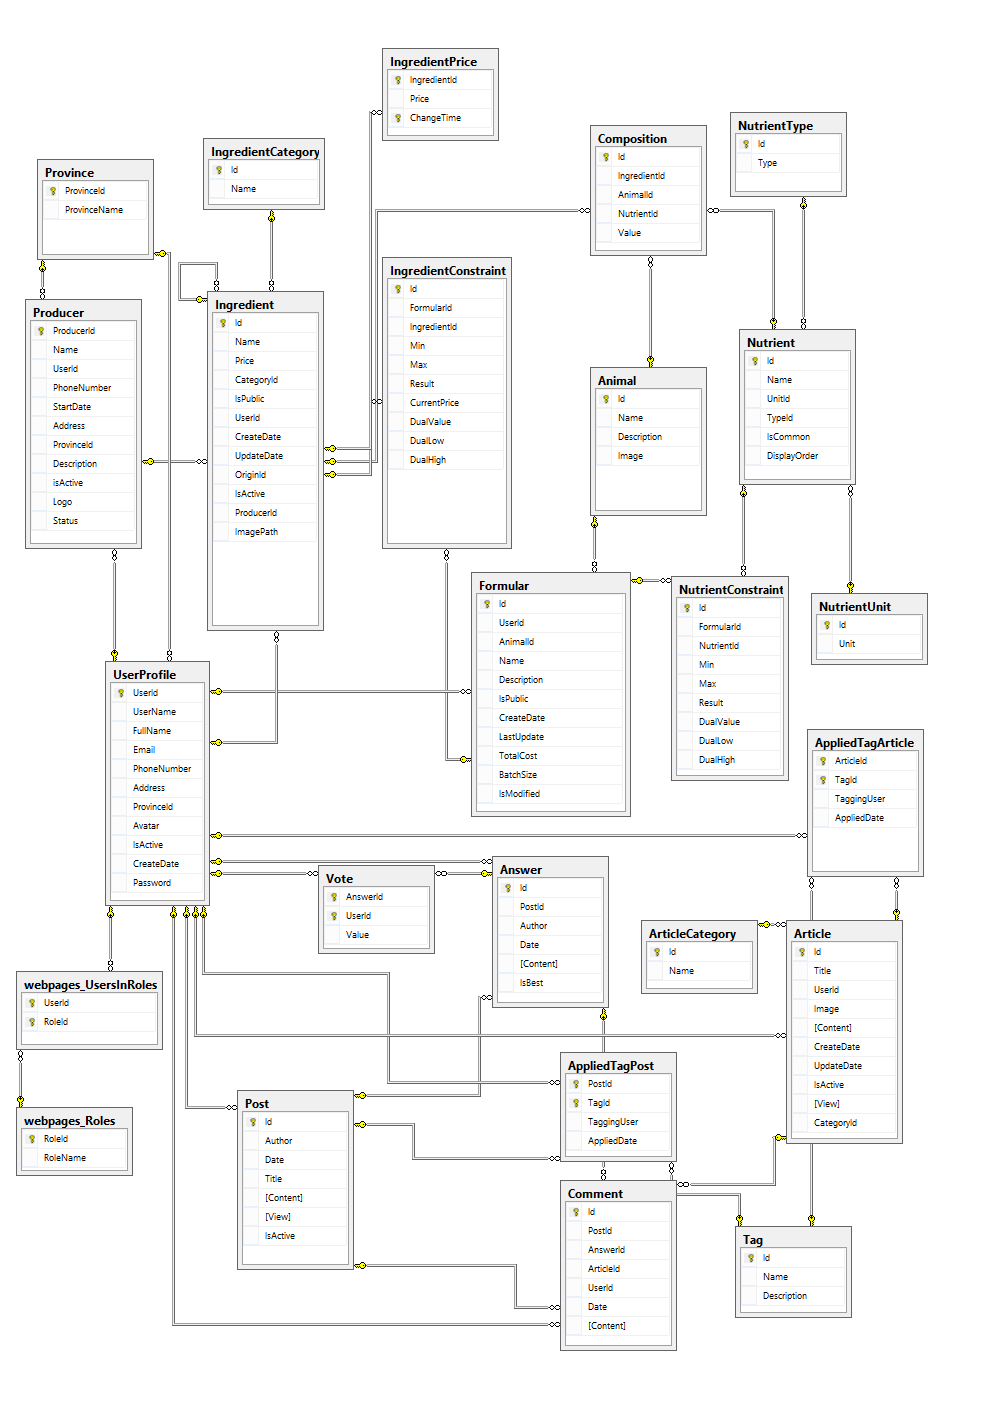 IngredientPrice
IngredientId
Price
ChangeTime
IngredientCategory
Id
Name
Province
ProvinceId
ProvinceName
Composition
Id
IngredientId
AnimalId
NutrientId
Value
NutrientType
Id
Type
Producer
ProducerId
Name
UserId
PhoneNumber
StartDate
Address
ProvinceId
Description
isActive
Logo
Status
Ingredient
Id
Name
Price
CategoryId
IsPublic
UserId
CreateDate
UpdateDate
OriginId
IsActive
ProducerId
ImagePath
IngredientConstraint
Id
FormularId
IngredientId
Min
Max
Result
CurrentPrice
DualValue
DualLow
DualHigh
Animal
Id
Name
Description
Image
Nutrient
Id
Name
UnitId
TypeId
IsCommon
DisplayOrder
Formular
Id
UserId
AnimalId
Name
Description
IsPublic
CreateDate
LastUpdate
TotalCost
BatchSize
IsModified
NutrientConstraint
Id
FormularId
NutrientId
Min
Max
Result
DualValue
DualLow
DualHigh
NutrientUnit
Id
Unit
UserProfile
UserId
UserName
FullName
Email
PhoneNumber
Address
ProvinceId
Avatar
IsActive
CreateDate
Password
AppliedTagArticle
ArticleId
TagId
TaggingUser
AppliedDate
Vote
AnswerId
UserId
Value
Answer
Id
PostId
Author
Date
[Content]
IsBest
ArticleCategory
Id
Name
Article
Id
Title
UserId
Image
[Content]
CreateDate
UpdateDate
IsActive
[View]
CategoryId
webpages_UsersInRoles
UserId
RoleId
webpages_Roles
RoleId
RoleName
Post
Id
Author
Date
Title
[Content]
[View]
IsActive
AppliedTagPost
PostId
TagId
TaggingUser
AppliedDate
Comment
Id
PostId
AnswerId
ArticleId
UserId
Date
[Content]
Tag
Id
Name
Description